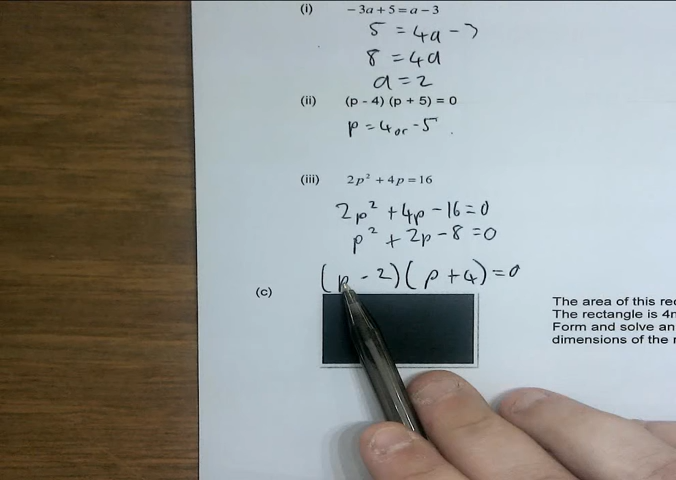 (i) -3a + 5 = a - 3
5 = 4a - 3
8 = 4a
a = 2
(ii) (p - 4) (p + 5) = 0
p = 4 or -5
(iii) 2p² + 4p = 16
2p² + 4p - 16 = 0
p² + 2p - 8 = 0
(p - 2)(p + 4) = 0
(c)
The area of this
The rectangle is
Form and solve an
dimensions of the